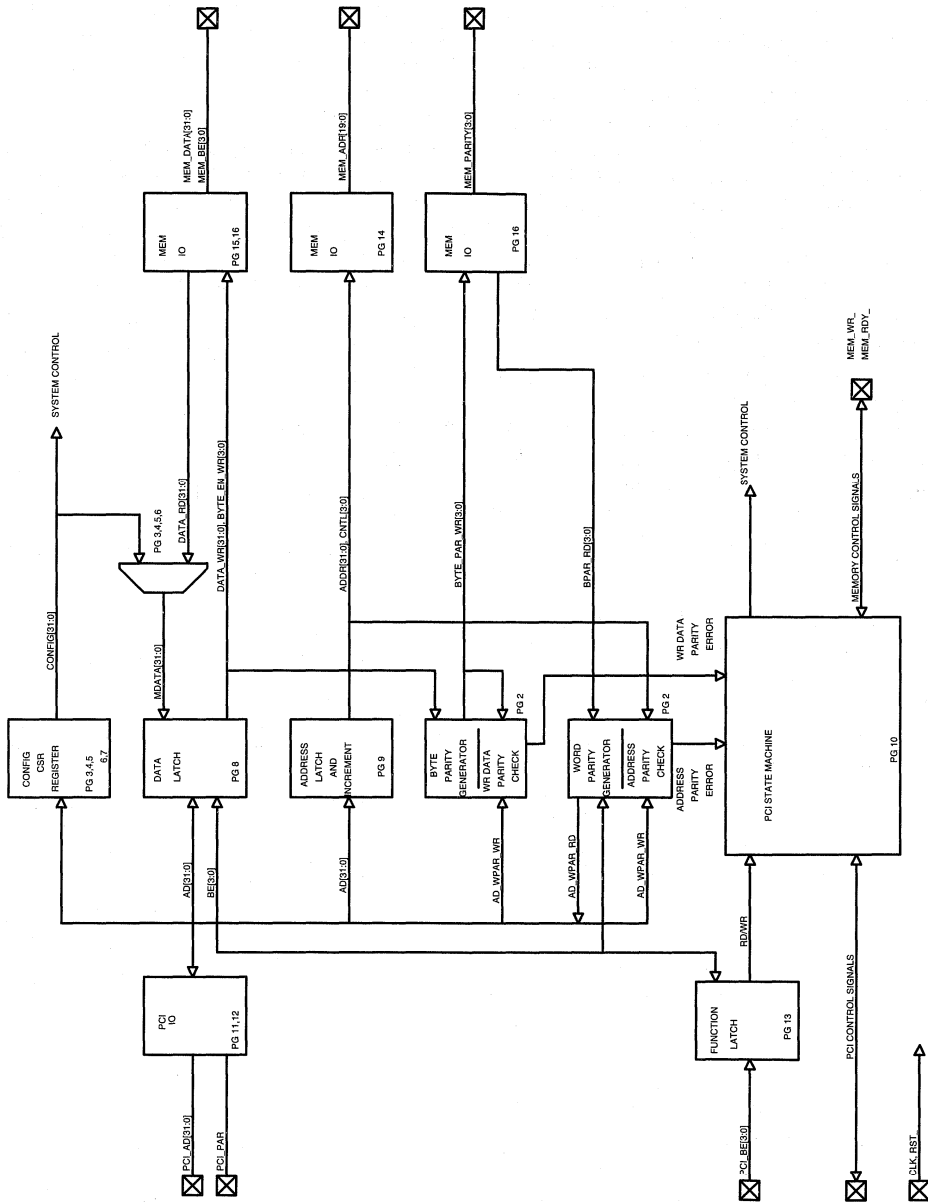 PCI_AD[31:0]
PCI_PAR
PCI_BE[3:0]
CLK, RST_
PCI
IO
PG 11,12
AD[31:0]
BE[3:0]
AD[31:0]
AD_WPAR_WR
AD_WPAR_RD
AD_WPAR_WR
FUNCTION
LATCH
PG 13
RD/WR
PCI CONTROL SIGNALS
CONFIG
CSR
REGISTER
PG 3,4,5
6,7
DATA
LATCH
PG 8
ADDRESS
LATCH
AND
INCREMENT
PG 9
BYTE
PARITY
GENERATOR
WR DATA
PARITY
CHECK
PG 2
WORD
PARITY
GENERATOR
ADDRESS
PARITY
CHECK
PG 2
ADDRESS
PARITY
ERROR
WR DATA
PARITY
ERROR
PCI STATE MACHINE
PG 10
CONFIG[31:0]
SYSTEM CONTROL
MDATA[31:0]
PG 3,4,5,6
DATA_RD[31:0]
DATA_WR[31:0], BYTE_EN_WR[3:0]
ADDR[31:0], CNTL[3:0]
BYTE_PAR_WR[3:0]
BPAR_RD[3:0]
SYSTEM CONTROL
MEMORY CONTROL SIGNALS
MEM_WR_
MEM_RDY_
MEM
IO
PG 15,16
MEM
IO
PG 14
MEM
IO
PG 16
MEM_DATA[31:0]
MEM_BE[3:0]
MEM_ADR[19:0]
MEM_PARITY[3:0]